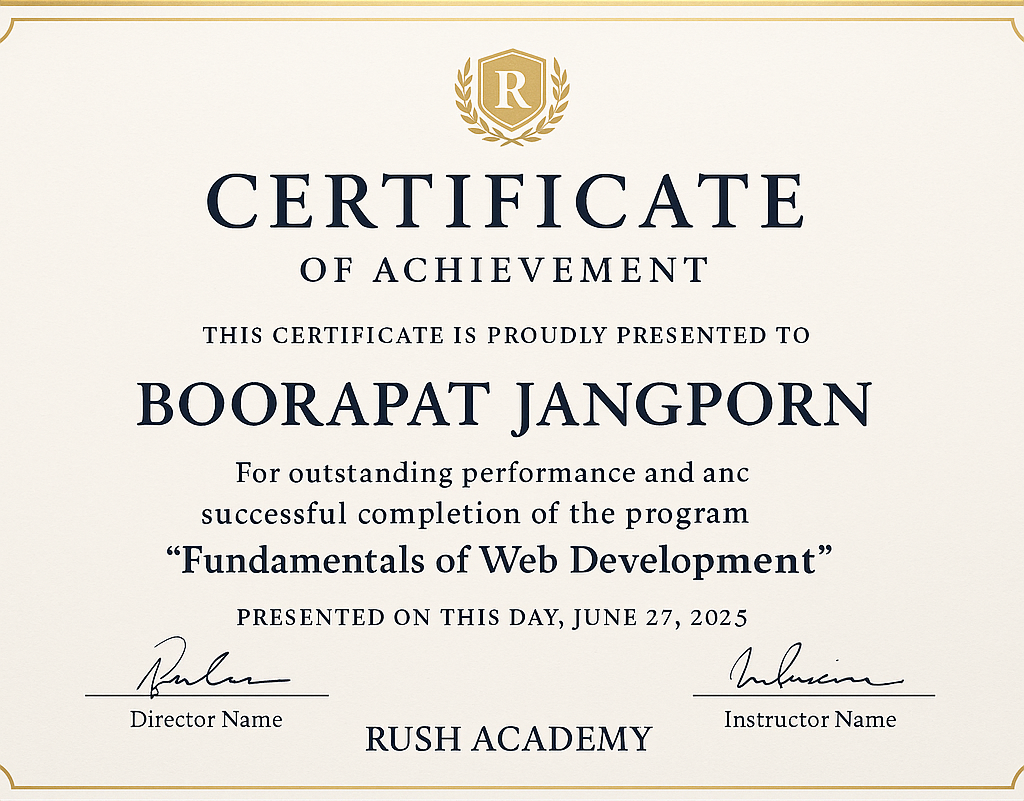 R
CERTIFICATE
OF ACHIEVEMENT
THIS CERTIFICATE IS PROUDLY PRESENTED TO
BOORAPAT JANGPORN
For outstanding performance and anc
successful completion of the program
“Fundamentals of Web Development”
PRESENTED ON THIS DAY, JUNE 27, 2025
Director Name
Instructor Name
RUSH ACADEMY